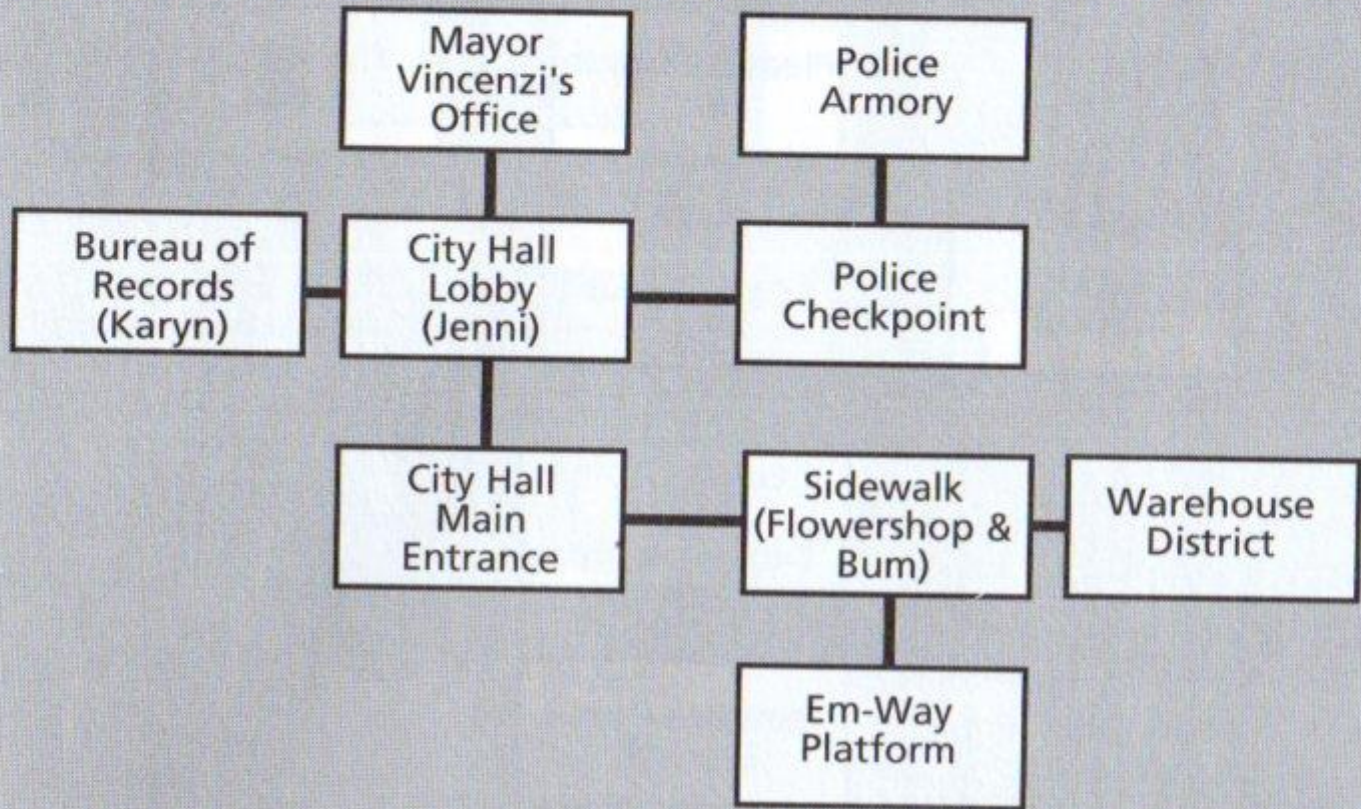 Mayor
Vincenzi's
Office
Police
Armory
Bureau of
Records
(Karyn)
City Hall
Lobby
(Jenni)
Police
Checkpoint
City Hall
Main
Entrance
Sidewalk
(Flowershop &
Bum)
Warehouse
District
Em-Way
Platform